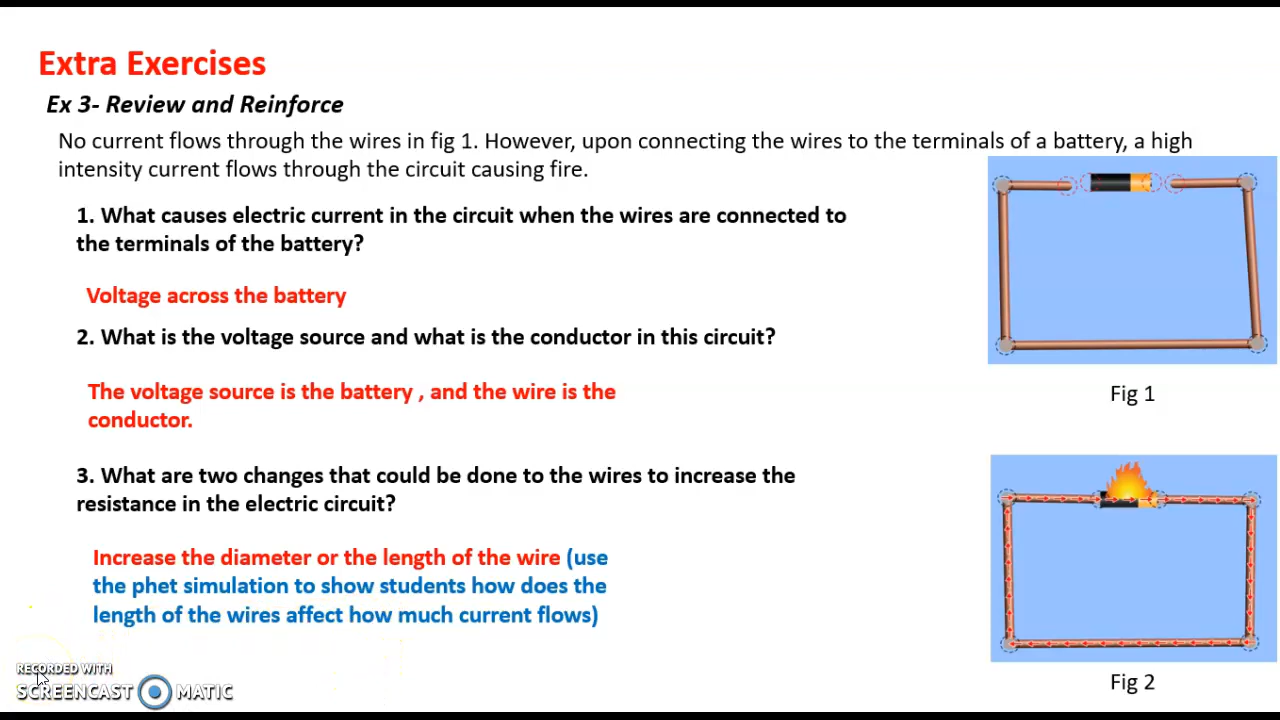 Extra Exercises
Ex 3- Review and Reinforce
No current flows through the wires in fig 1. However, upon connecting the wires to the terminals of a battery, a high
intensity current flows through the circuit causing fire.
1. What causes electric current in the circuit when the wires are connected to
the terminals of the battery?
Voltage across the battery
2. What is the voltage source and what is the conductor in this circuit?
The voltage source is the battery , and the wire is the
conductor.
Fig 1
3. What are two changes that could be done to the wires to increase the
resistance in the electric circuit?
Increase the diameter or the length of the wire (use
the phet simulation to show students how does the
length of the wires affect how much current flows)
Fig 2
RECORDED WITH
SCREENCAST MATIC